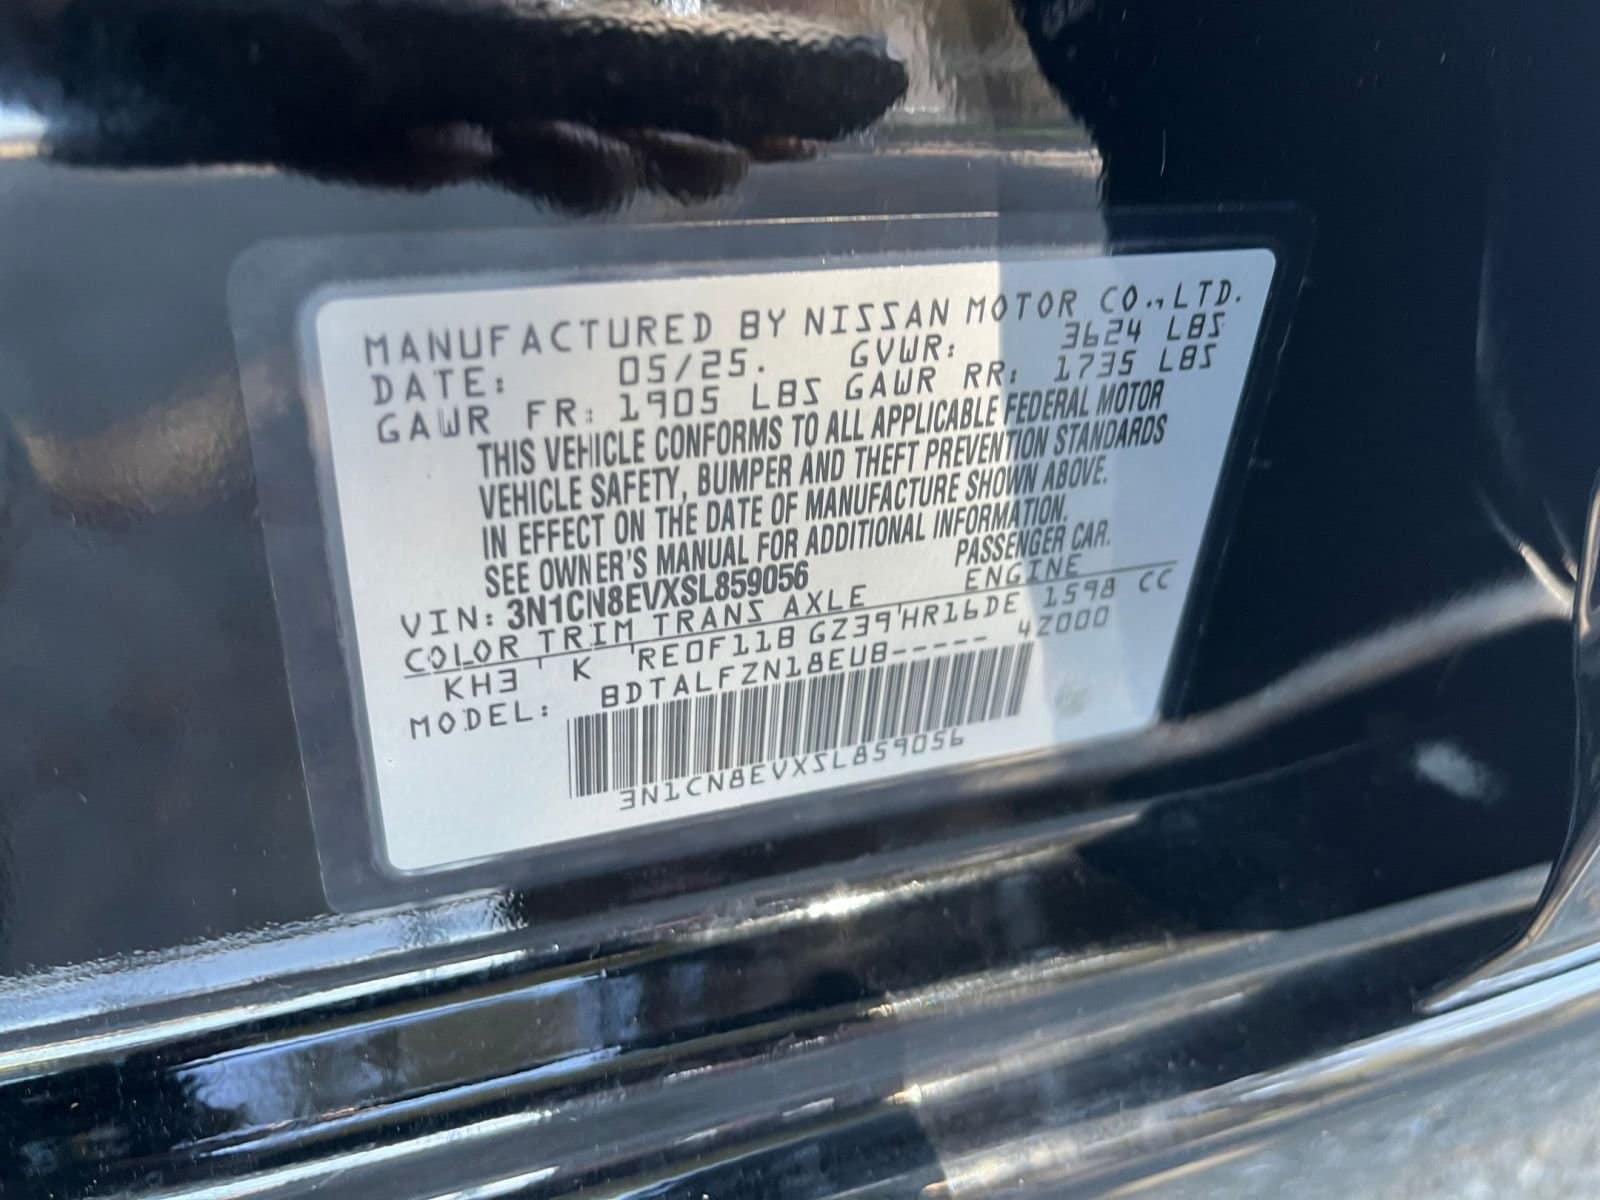 MANUFACTURED BY NISSAN MOTOR CO.,LTD.
DATE: 05/25. GVWR: 3624 LBS
GAWR FR: 1905 LBS GAWR RR: 1735 LBS
THIS VEHICLE CONFORMS TO ALL APPLICABLE FEDERAL MOTOR
VEHICLE SAFETY, BUMPER AND THEFT PREVENTION STANDARDS
IN EFFECT ON THE DATE OF MANUFACTURE SHOWN ABOVE.
SEE OWNER'S MANUAL FOR ADDITIONAL INFORMATION.
VIN: 3N1CN8EVXSL859056 PASSENGER CAR.
COLOR TRIM TRANS AXLE ENGINE
KH3 ' K 'RE0F11B GZ39'HR16DE 1598 CC
MODEL: BDTALFZN18EUB----- 4Z000
3N1CN8EVXSL859056